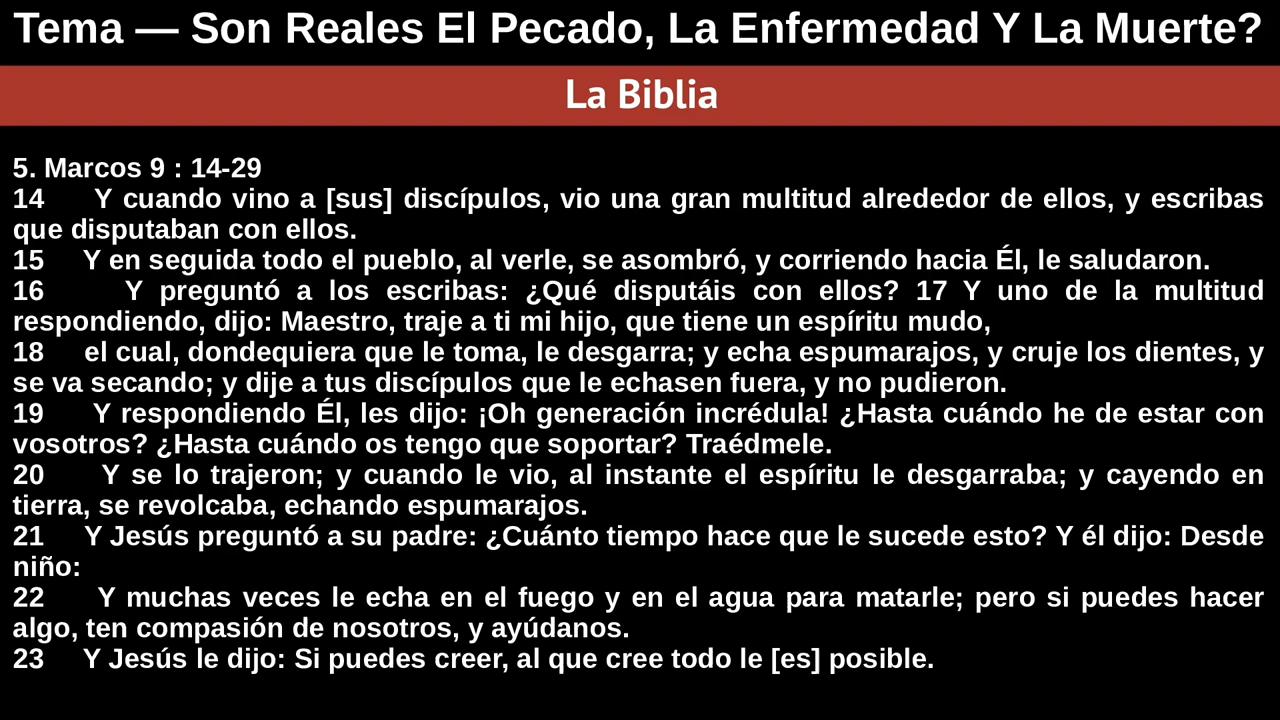 Tema — Son Reales El Pecado, La Enfermedad Y La Muerte?
La Biblia
5. Marcos 9 : 14-29
14 Y cuando vino a [sus] discípulos, vio una gran multitud alrededor de ellos, y escribas
que disputaban con ellos.
15 Y en seguida todo el pueblo, al verle, se asombró, y corriendo hacia Él, le saludaron.
16 Y preguntó a los escribas: ¿Qué disputáis con ellos? 17 Y uno de la multitud
respondiendo, dijo: Maestro, traje a ti mi hijo, que tiene un espíritu mudo,
18 el cual, dondequiera que le toma, le desgarra; y echa espumarajos, y cruje los dientes, y
se va secando; y dije a tus discípulos que le echasen fuera, y no pudieron.
19 Y respondiendo Él, les dijo: ¡Oh generación incrédula! ¿Hasta cuándo he de estar con
vosotros? ¿Hasta cuándo os tengo que soportar? Traédmele.
20 Y se lo trajeron; y cuando le vio, al instante el espíritu le desgarraba; y cayendo en
tierra, se revolcaba, echando espumarajos.
21 Y Jesús preguntó a su padre: ¿Cuánto tiempo hace que le sucede esto? Y él dijo: Desde
niño:
22 Y muchas veces le echa en el fuego y en el agua para matarle; pero si puedes hacer
algo, ten compasión de nosotros, y ayúdanos.
23 Y Jesús le dijo: Si puedes creer, al que cree todo le [es] posible.